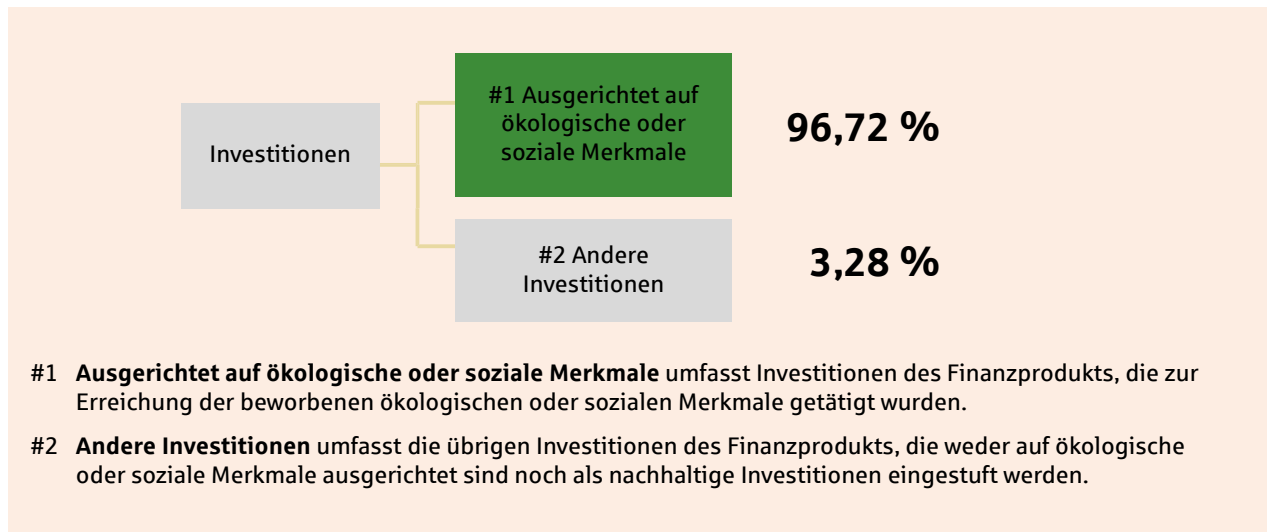 #1 Ausgerichtet auf
ökologische oder
soziale Merkmale
96,72 %
Investitionen
#2 Andere
Investitionen
3,28 %
#1 Ausgerichtet auf ökologische oder soziale Merkmale umfasst Investitionen des Finanzprodukts, die zur
Erreichung der beworbenen ökologischen oder sozialen Merkmale getätigt wurden.
#2 Andere Investitionen umfasst die übrigen Investitionen des Finanzprodukts, die weder auf ökologische
oder soziale Merkmale ausgerichtet sind noch als nachhaltige Investitionen eingestuft werden.